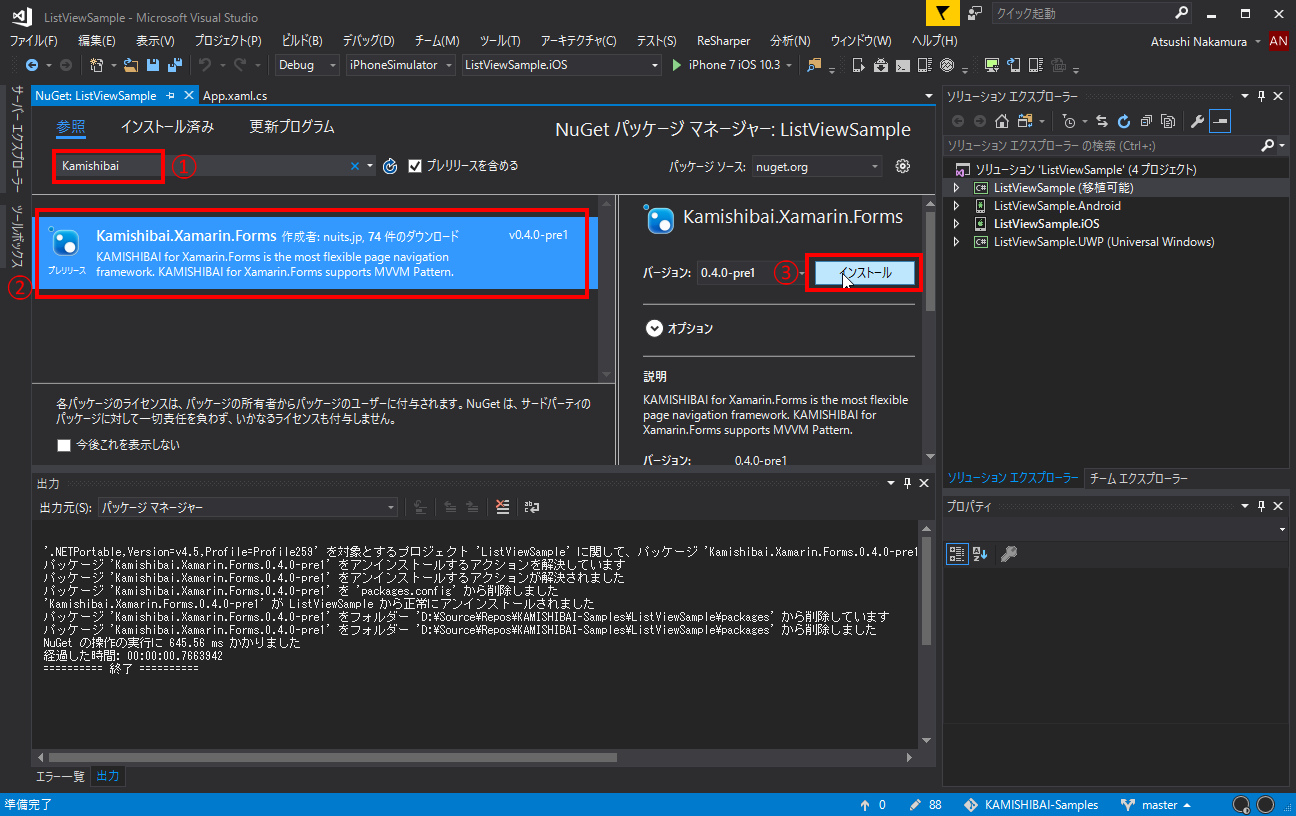 ListViewSample - Microsoft Visual Studio
クイック起動
ファイル(F) 編集(E) 表示(V) プロジェクト(P) ビルド(B) デバッグ(D) チーム(M) ツール(T) アーキテクチャ(C) テスト(S) ReSharper 分析(N) ウィンドウ(W) ヘルプ(H)
Atsushi Nakamura AN
Debug iPhoneSimulator ListViewSample.iOS iPhone 7 iOS 10.3
サーバー エクスプローラー
ツールボックス
NuGet: ListViewSample App.xaml.cs
参照 インストール済み 更新プログラム
NuGet パッケージ マネージャー: ListViewSample
Kamishibai ① プレリリースを含める
パッケージ ソース: nuget.org
②
Kamishibai.Xamarin.Forms 作成者: nuits.jp, 74 件のダウンロード v0.4.0-pre1
プレリリース
KAMISHIBAI for Xamarin.Forms is the most flexible page navigation
framework. KAMISHIBAI for Xamarin.Forms supports MVVM Pattern.
各パッケージのライセンスは、パッケージの所有者からパッケージのユーザーに付与されます。NuGet は、サードパーティの
パッケージに対して一切責任を負わず、いかなるライセンスも付与しません。
今後これを表示しない
Kamishibai.Xamarin.Forms
バージョン: 0.4.0-pre1 ③ インストール
オプション
説明
KAMISHIBAI for Xamarin.Forms is the most flexible
page navigation framework. KAMISHIBAI for
Xamarin.Forms supports MVVM Pattern.
バージョン: 0.4.0-pre1
出力
出力元(S): パッケージ マネージャー
'.NETPortable,Version=v4.5,Profile=Profile259' を対象とするプロジェクト 'ListViewSample' に関して、パッケージ 'Kamishibai.Xamarin.Forms.0.4.0-pre1
パッケージ 'Kamishibai.Xamarin.Forms.0.4.0-pre1' をアンインストールするアクションを解決しています
パッケージ 'Kamishibai.Xamarin.Forms.0.4.0-pre1' をアンインストールするアクションが解決されました
パッケージ 'Kamishibai.Xamarin.Forms.0.4.0-pre1' を 'packages.config' から削除しました
'Kamishibai.Xamarin.Forms.0.4.0-pre1' が ListViewSample から正常にアンインストールされました
パッケージ 'Kamishibai.Xamarin.Forms.0.4.0-pre1' をフォルダー 'D:¥Source¥Repos¥KAMISHIBAI-Samples¥ListViewSample¥packages' から削除しています
パッケージ 'Kamishibai.Xamarin.Forms.0.4.0-pre1' をフォルダー 'D:¥Source¥Repos¥KAMISHIBAI-Samples¥ListViewSample¥packages' から削除しました
NuGet の操作の実行に 645.56 ms かかりました
経過した時間: 00:00:00.7663942
========== 終了 ==========
エラー一覧 出力
ソリューション エクスプローラー
ソリューション エクスプローラー の検索 (Ctrl+:)
ソリューション 'ListViewSample' (4 プロジェクト)
ListViewSample (移植可能)
ListViewSample.Android
ListViewSample.iOS
ListViewSample.UWP (Universal Windows)
ソリューション エクスプローラー チーム エクスプローラー
プロパティ
準備完了 0 88 KAMISHIBAI-Samples master